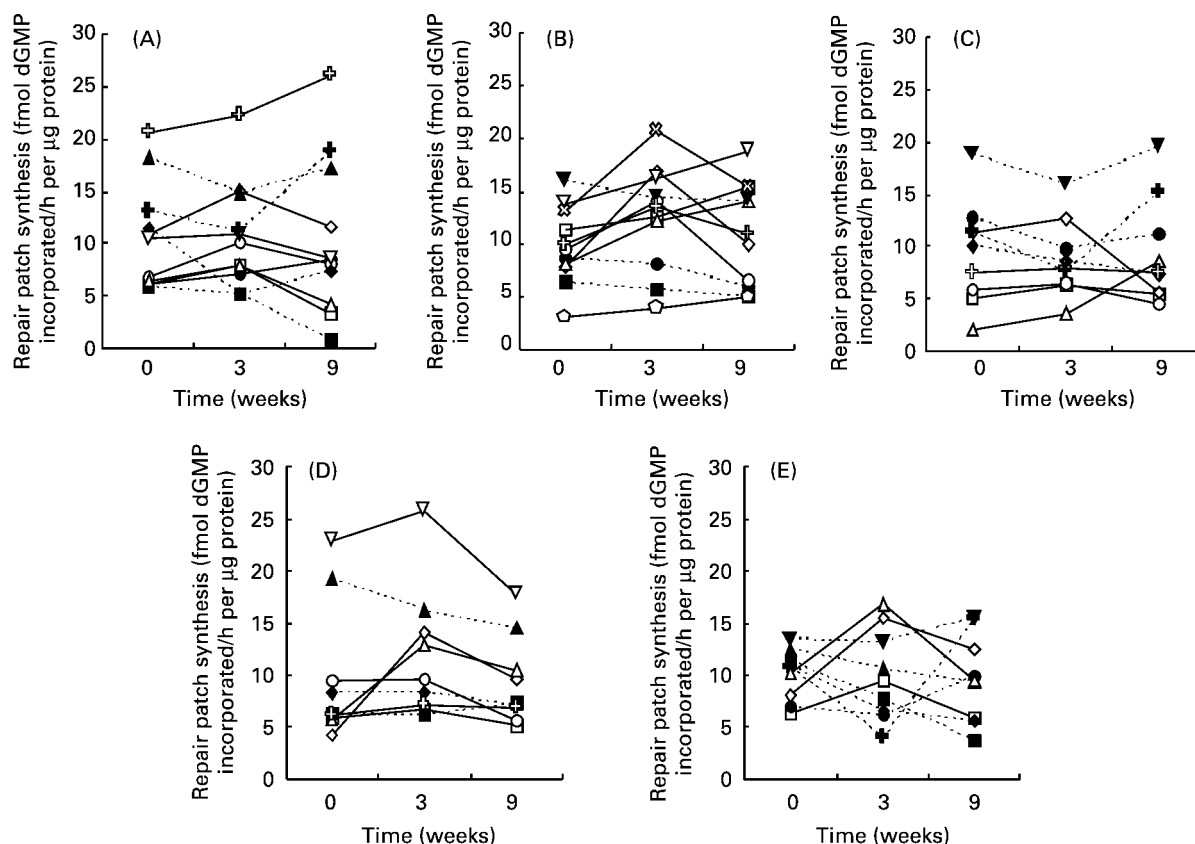 Repair patch synthesis (fmol dGMP
incorporated/h per μg protein)
(A)
30
25
20
15
10
5
0
0 3 9
Time (weeks)
Repair patch synthesis (fmol dGMP
incorporated/h per μg protein)
(B)
30
25
20
15
10
5
0
0 3 9
Time (weeks)
Repair patch synthesis (fmol dGMP
incorporated/h per μg protein)
(C)
30
25
20
15
10
5
0
0 3 9
Time (weeks)
Repair patch synthesis (fmol dGMP
incorporated/h per μg protein)
(D)
30
25
20
15
10
5
0
0 3 9
Time (weeks)
Repair patch synthesis (fmol dGMP
incorporated/h per μg protein)
(E)
30
25
20
15
10
5
0
0 3 9
Time (weeks)